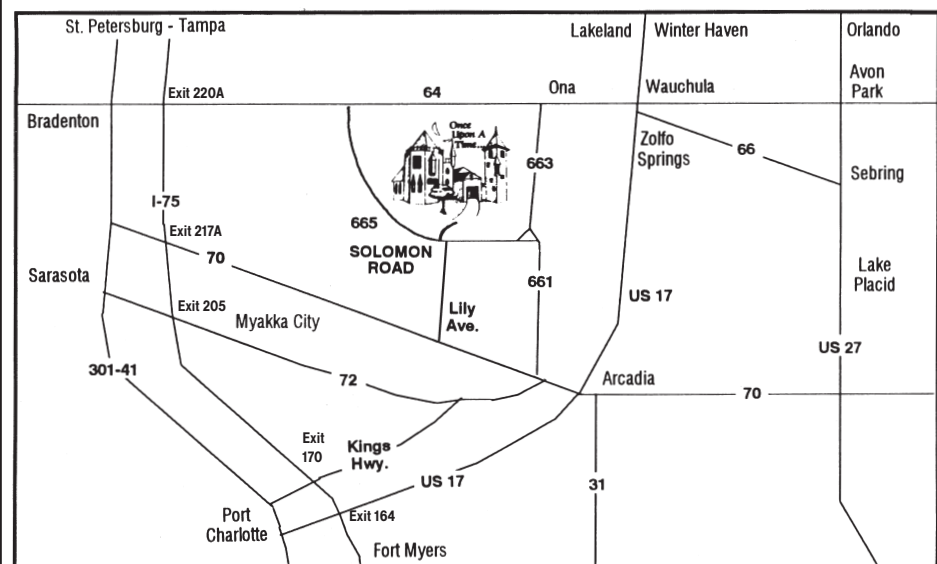 St. Petersburg - Tampa
Lakeland
Winter Haven
Orlando
Exit 220A
64
Ona
Wauchula
Avon
Park
Bradenton
Once
Upon A
Time
663
Zolfo
Springs
66
Sebring
I-75
665
Exit 217A
70
SOLOMON
ROAD
Sarasota
661
US 17
Lake
Placid
Exit 205
Myakka City
Lily
Ave.
US 27
301-41
72
Arcadia
70
Exit
170
Kings
Hwy.
US 17
31
Port
Charlotte
Exit 164
Fort Myers